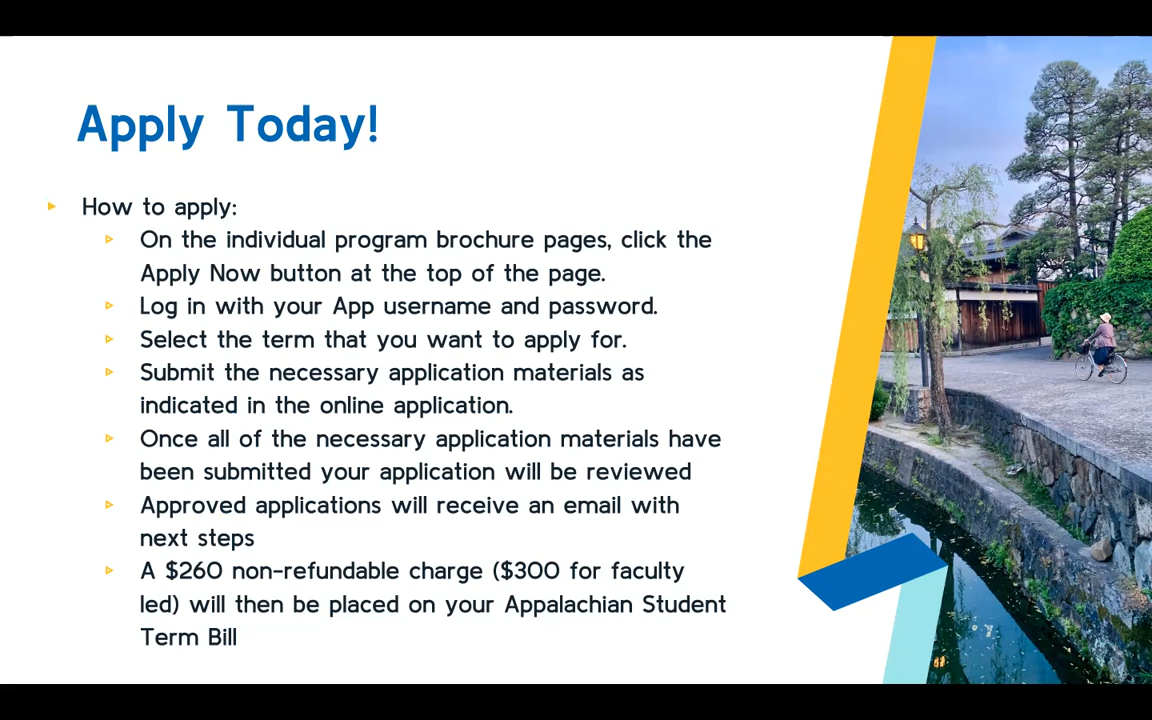 Apply Today!
How to apply:
On the individual program brochure pages, click the
Apply Now button at the top of the page.
Log in with your App username and password.
Select the term that you want to apply for.
Submit the necessary application materials as
indicated in the online application.
Once all of the necessary application materials have
been submitted your application will be reviewed
Approved applications will receive an email with
next steps
A $260 non-refundable charge ($300 for faculty
led) will then be placed on your Appalachian Student
Term Bill